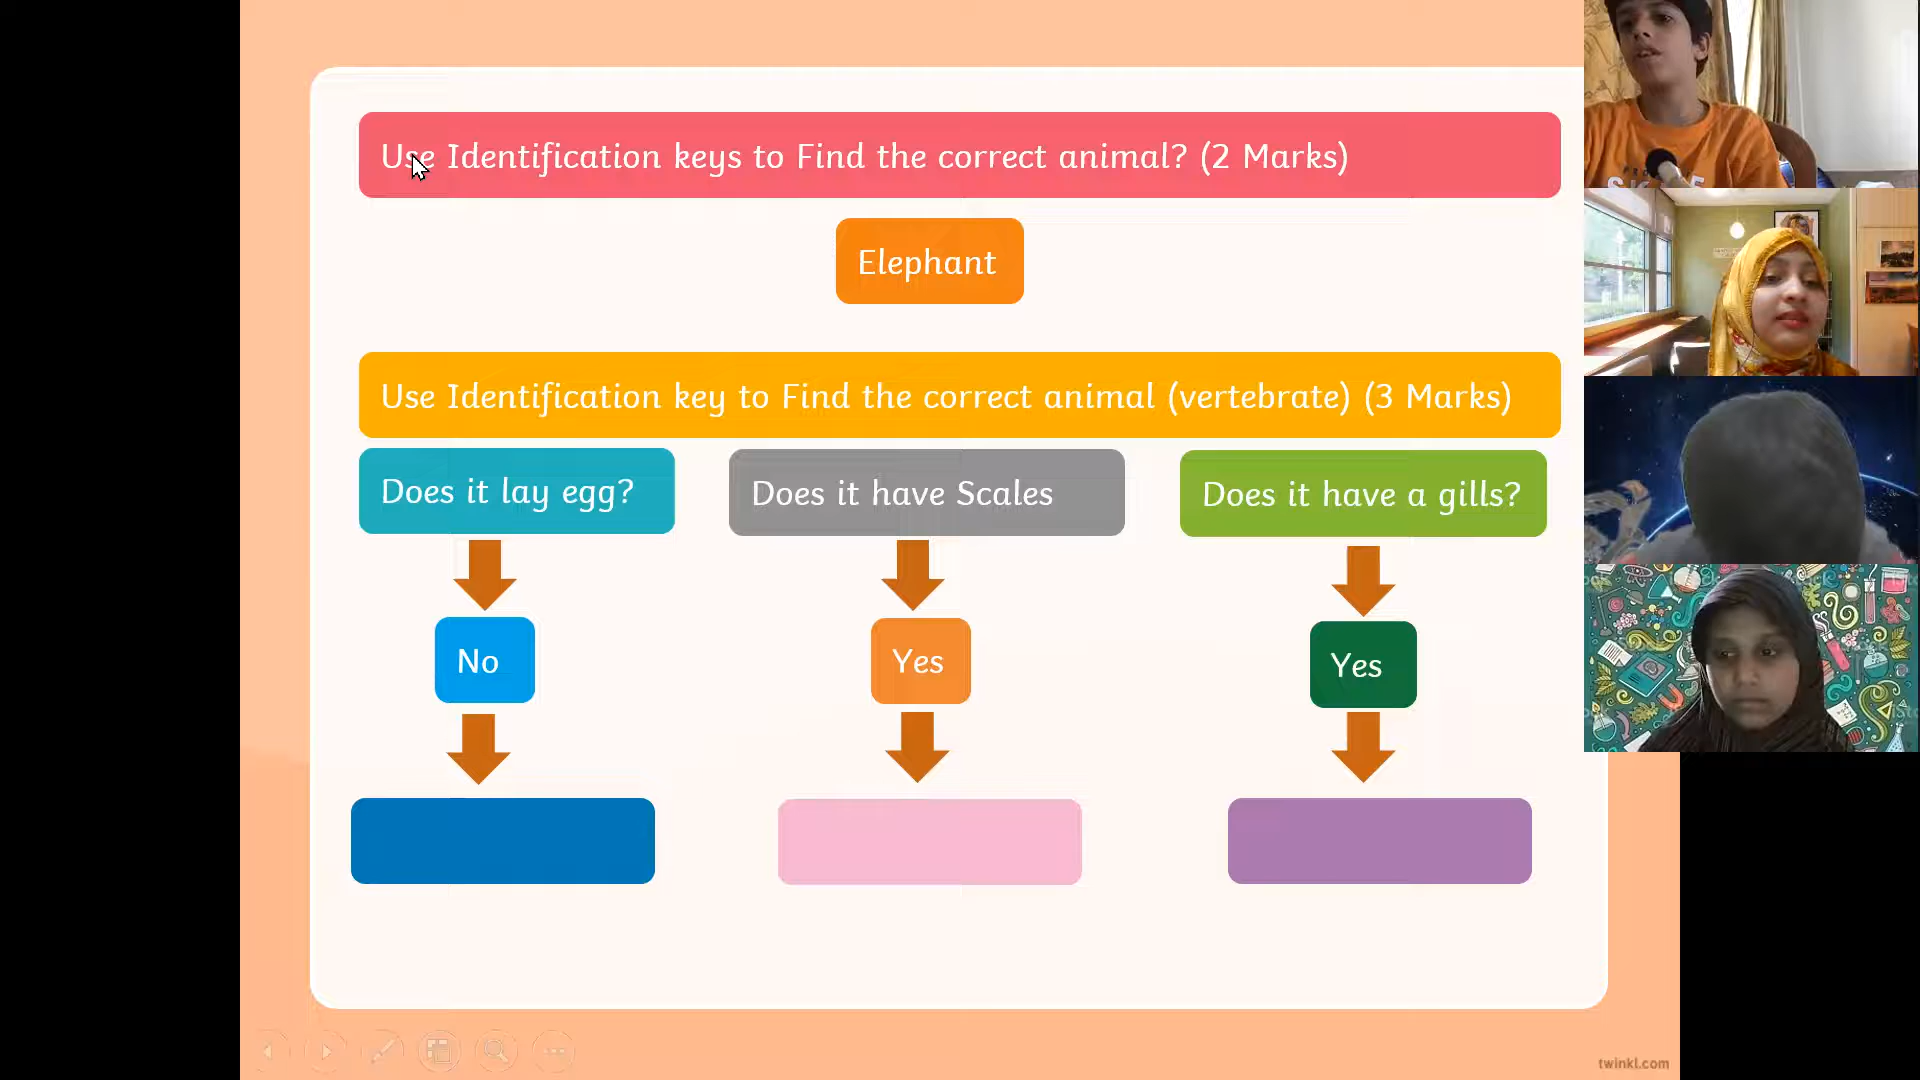 Use Identification keys to Find the correct animal? (2 Marks)
Elephant
Use Identification key to Find the correct animal (vertebrate) (3 Marks)
Does it lay egg?
Does it have Scales
Does it have a gills?
No
Yes
Yes
twinkl.com